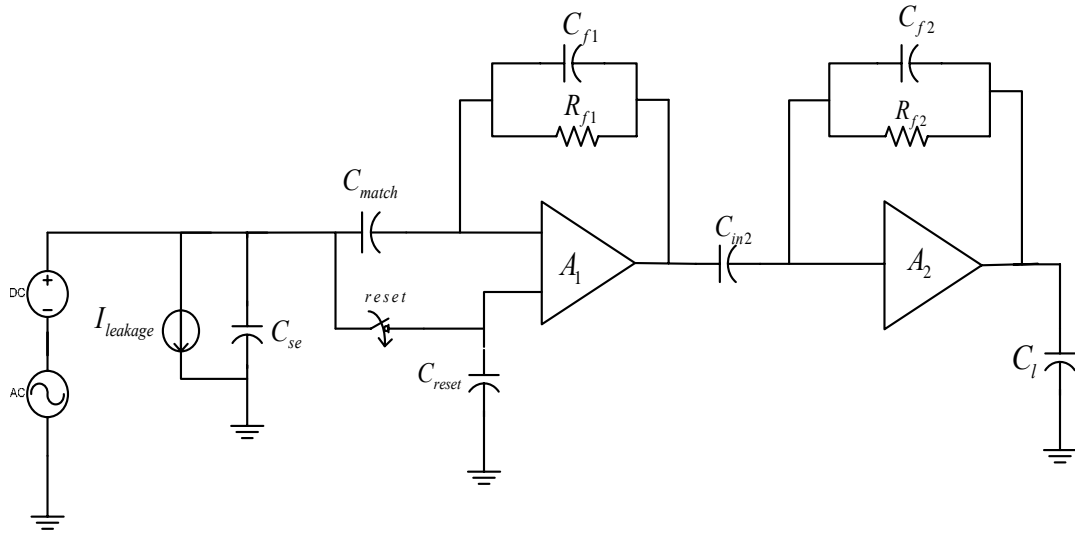 C_{f1}
R_{f1}
C_{f2}
R_{f2}
C_{match}
A_1
C_{in2}
A_2
DC
+
−
I_{leakage}
C_{se}
reset
C_{reset}
C_l
AC